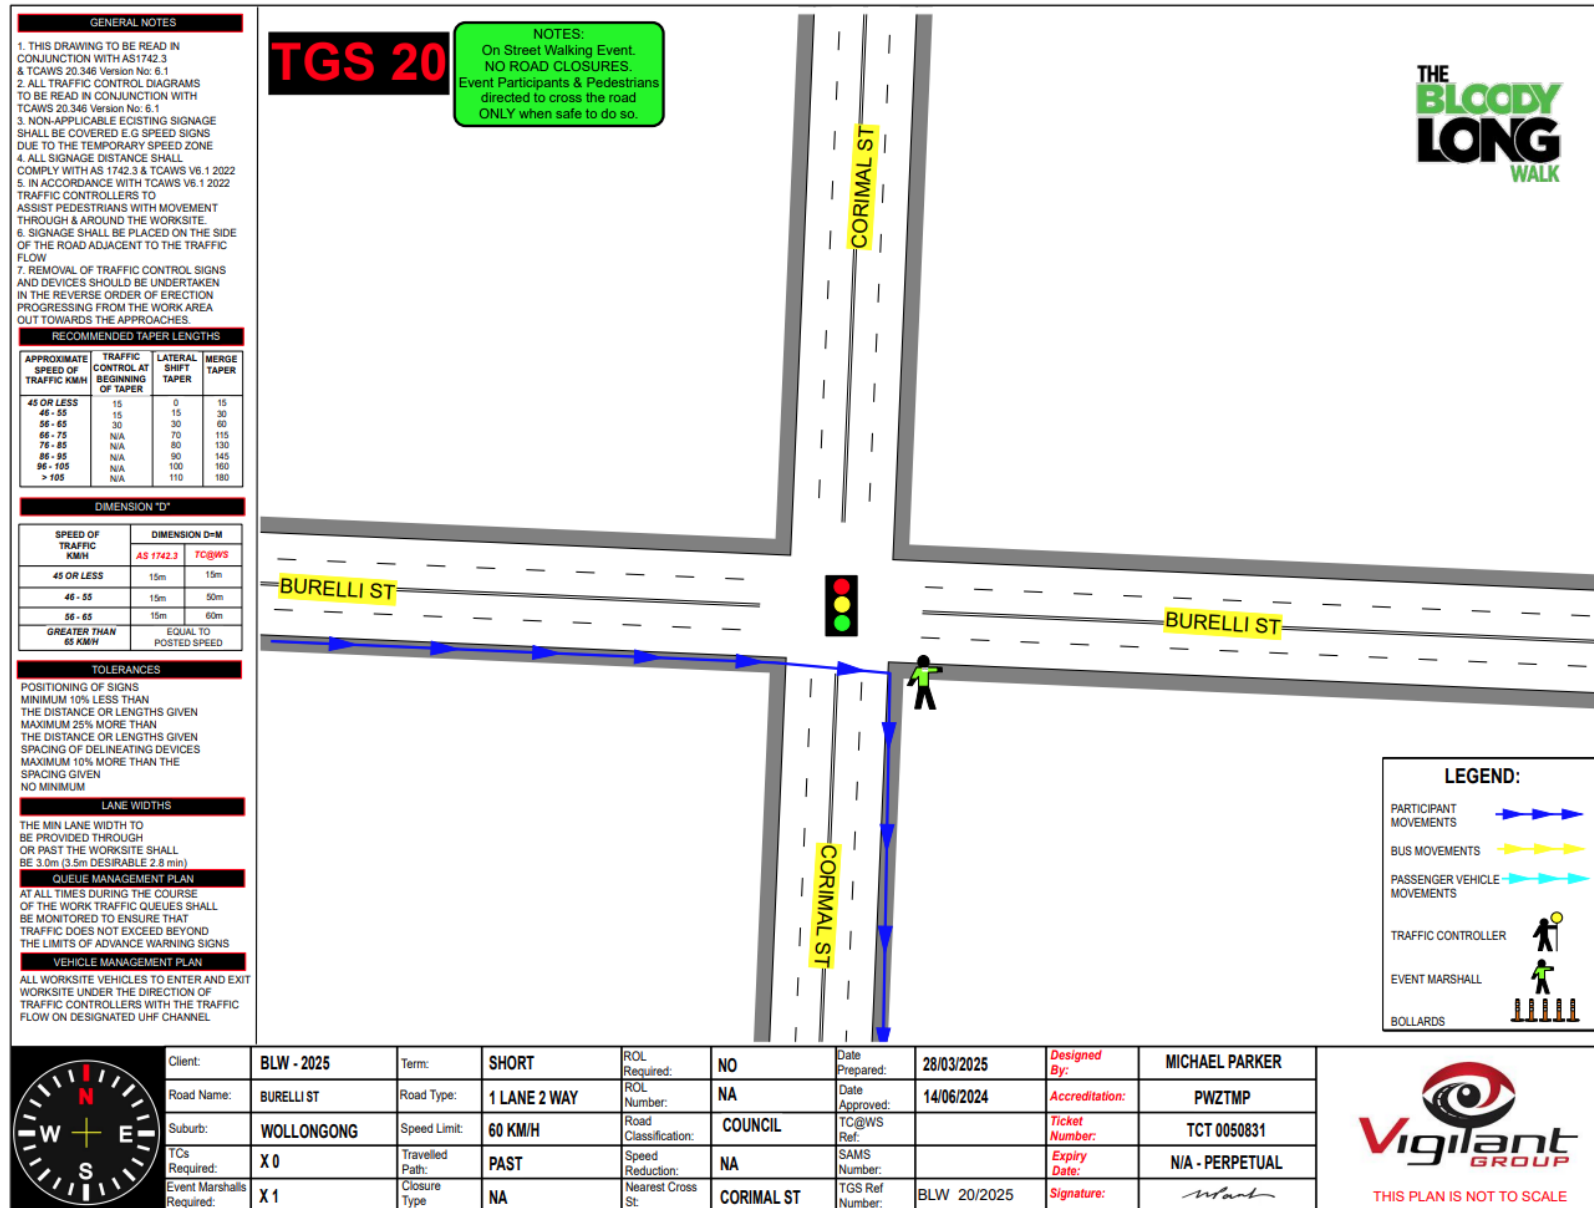 GENERAL NOTES
1. THIS DRAWING TO BE READ IN
CONJUNCTION WITH AS1742.3
& TCAWS 20.346 Version No: 6.1
2. ALL TRAFFIC CONTROL DIAGRAMS
TO BE READ IN CONJUNCTION WITH
TCAWS 20.346 Version No: 6.1
3. NON-APPLICABLE ECISTING SIGNAGE
SHALL BE COVERED E.G SPEED SIGNS
DUE TO THE TEMPORARY SPEED ZONE
4. ALL SIGNAGE DISTANCE SHALL
COMPLY WITH AS 1742.3 & TCAWS V6.1 2022
5. IN ACCORDANCE WITH TCAWS V6.1 2022
TRAFFIC CONTROLLERS TO
ASSIST PEDESTRIANS WITH MOVEMENT
THROUGH & AROUND THE WORKSITE.
6. SIGNAGE SHALL BE PLACED ON THE SIDE
OF THE ROAD ADJACENT TO THE TRAFFIC
FLOW
7. REMOVAL OF TRAFFIC CONTROL SIGNS
AND DEVICES SHOULD BE UNDERTAKEN
IN THE REVERSE ORDER OF ERECTION
PROGRESSING FROM THE WORK AREA
OUT TOWARDS THE APPROACHES.
RECOMMENDED TAPER LENGTHS
APPROXIMATE SPEED OF TRAFFIC KM/H TRAFFIC CONTROL AT BEGINNING OF TAPER LATERAL SHIFT TAPER MERGE TAPER
45 OR LESS 15 0 15
46 - 55 15 15 30
56 - 65 30 30 60
66 - 75 N/A 70 115
76 - 85 N/A 80 130
86 - 95 N/A 90 145
96 - 105 N/A 100 160
> 105 N/A 110 180
DIMENSION "D"
SPEED OF TRAFFIC KM/H DIMENSION D=M
AS 1742.3 TC@WS
45 OR LESS 15m 15m
46 - 55 15m 50m
56 - 65 15m 60m
GREATER THAN 65 KM/H EQUAL TO POSTED SPEED
TOLERANCES
POSITIONING OF SIGNS
MINIMUM 10% LESS THAN
THE DISTANCE OR LENGTHS GIVEN
MAXIMUM 25% MORE THAN
THE DISTANCE OR LENGTHS GIVEN
SPACING OF DELINEATING DEVICES
MAXIMUM 10% MORE THAN THE
SPACING GIVEN
NO MINIMUM
LANE WIDTHS
THE MIN LANE WIDTH TO
BE PROVIDED THROUGH
OR PAST THE WORKSITE SHALL
BE 3.0m (3.5m DESIRABLE 2.8 min)
QUEUE MANAGEMENT PLAN
AT ALL TIMES DURING THE COURSE
OF THE WORK TRAFFIC QUEUES SHALL
BE MONITORED TO ENSURE THAT
TRAFFIC DOES NOT EXCEED BEYOND
THE LIMITS OF ADVANCE WARNING SIGNS
VEHICLE MANAGEMENT PLAN
ALL WORKSITE VEHICLES TO ENTER AND EXIT
WORKSITE UNDER THE DIRECTION OF
TRAFFIC CONTROLLERS WITH THE TRAFFIC
FLOW ON DESIGNATED UHF CHANNEL
TGS 20
NOTES:
On Street Walking Event.
NO ROAD CLOSURES.
Event Participants & Pedestrians
directed to cross the road
ONLY when safe to do so.
THE
BLOODY
LONG
WALK
CORIMAL ST
BURELLI ST
BURELLI ST
CORIMAL ST
LEGEND:
PARTICIPANT
MOVEMENTS
BUS MOVEMENTS
PASSENGER VEHICLE
MOVEMENTS
TRAFFIC CONTROLLER
EVENT MARSHALL
BOLLARDS
N
W E
S
Client: BLW - 2025 Term: SHORT ROL Required: NO Date Prepared: 28/03/2025 Designed By: MICHAEL PARKER
Road Name: BURELLI ST Road Type: 1 LANE 2 WAY ROL Number: NA Date Approved: 14/06/2024 Accreditation: PWZTMP
Suburb: WOLLONGONG Speed Limit: 60 KM/H Road Classification: COUNCIL TC@WS Ref: Ticket Number: TCT 0050831
TCs Required: X 0 Travelled Path: PAST Speed Reduction: NA SAMS Number: Expiry Date: N/A - PERPETUAL
Event Marshalls Required: X 1 Closure Type NA Nearest Cross St: CORIMAL ST TGS Ref Number: BLW 20/2025 Signature:
Vigilant
GROUP
THIS PLAN IS NOT TO SCALE